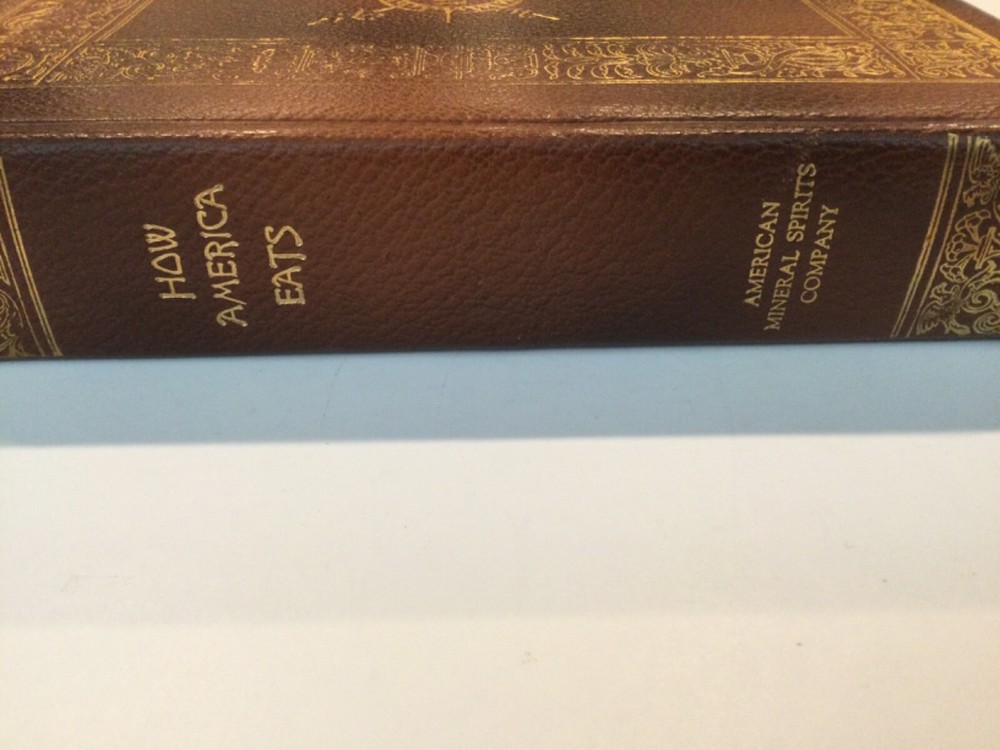 HOW
AMERICA
EATS
AMERICAN
MINERAL SPIRITS
COMPANY